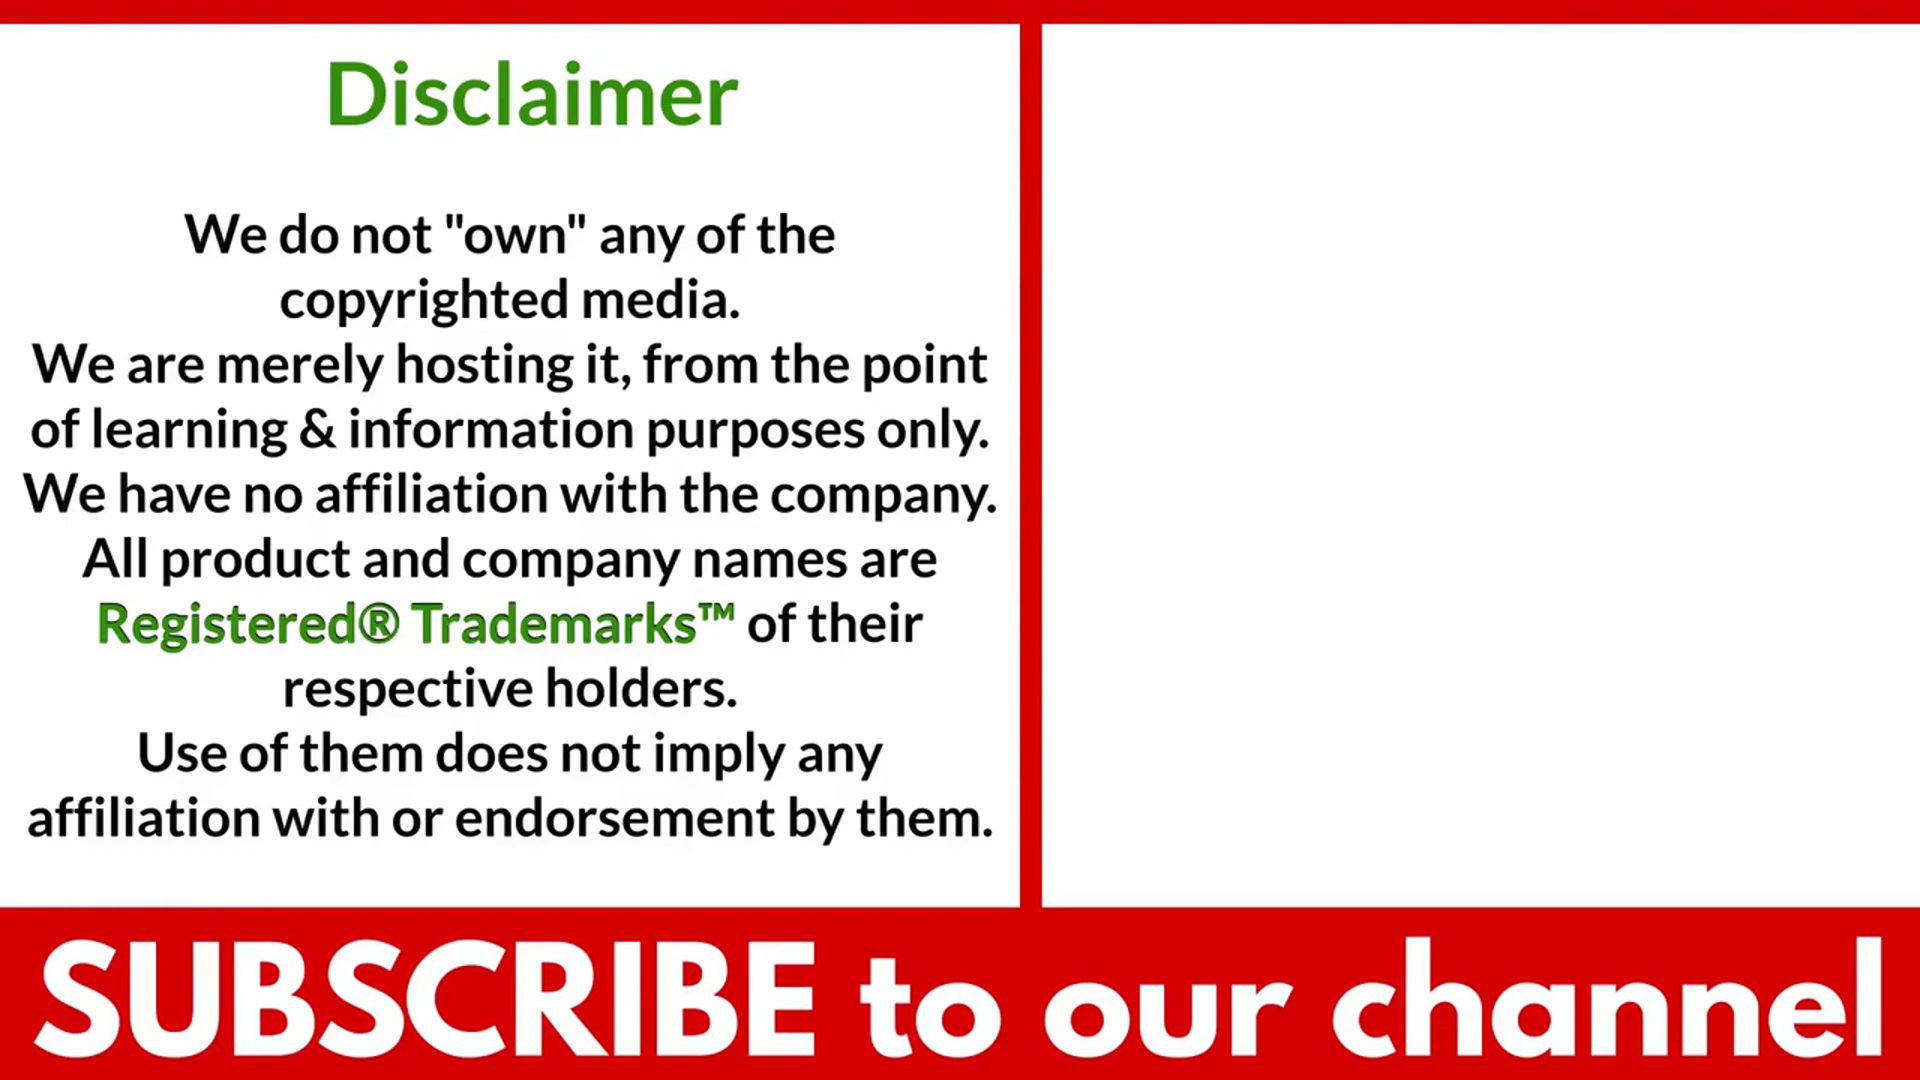 Disclaimer
We do not "own" any of the
copyrighted media.
We are merely hosting it, from the point
of learning & information purposes only.
We have no affiliation with the company.
All product and company names are
Registered® Trademarks™ of their
respective holders.
Use of them does not imply any
affiliation with or endorsement by them.
SUBSCRIBE to our channel